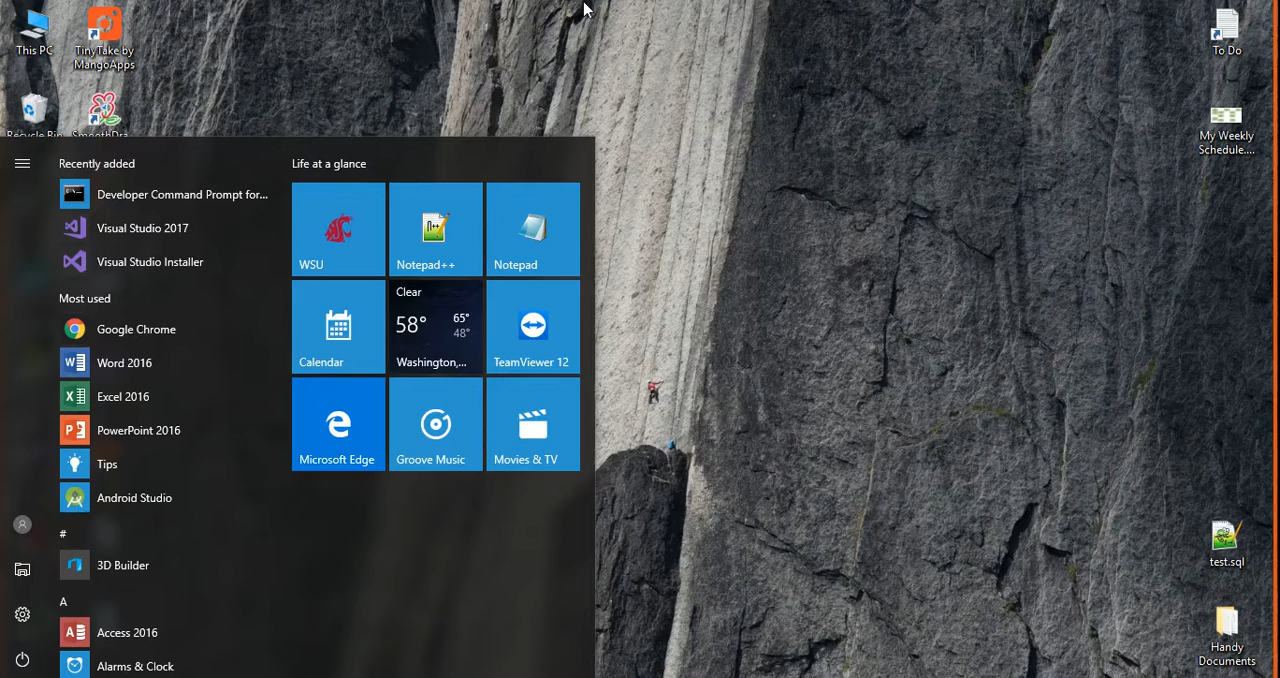 This PC
TinyTake by
MangoApps
To Do
Recycle Bin
SmoothDra...
My Weekly
Schedule....
Recently added
Developer Command Prompt for...
Visual Studio 2017
Visual Studio Installer
Most used
Google Chrome
Word 2016
Excel 2016
PowerPoint 2016
Tips
Android Studio
#
3D Builder
A
Access 2016
Alarms & Clock
Life at a glance
WSU
Notepad++
Notepad
Calendar
Clear
58° 65°
48°
Washington,...
TeamViewer 12
Microsoft Edge
Groove Music
Movies & TV
test.sql
Handy
Documents